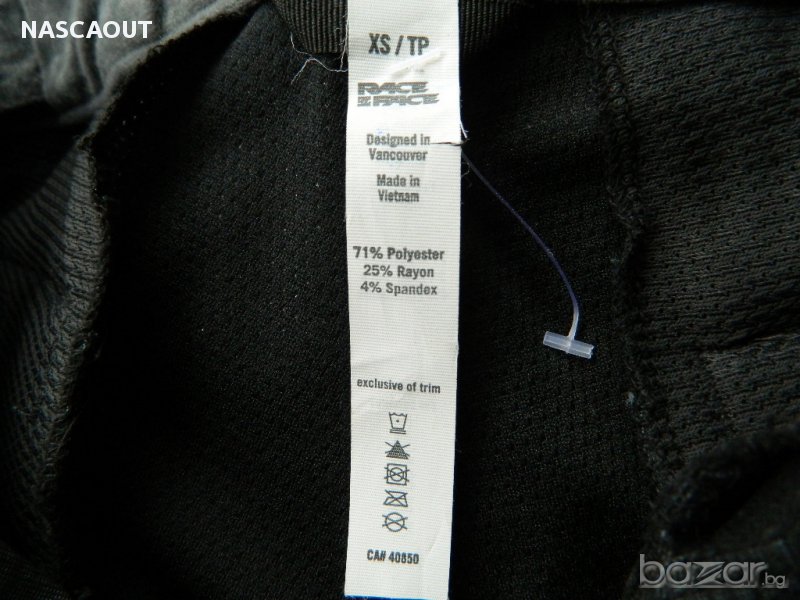 NASCAOUT
XS / TP
RACE
FACE
Designed in
Vancouver
Made in
Vietnam
71% Polyester
25% Rayon
4% Spandex
exclusive of trim
CA# 40850
bazar.bg